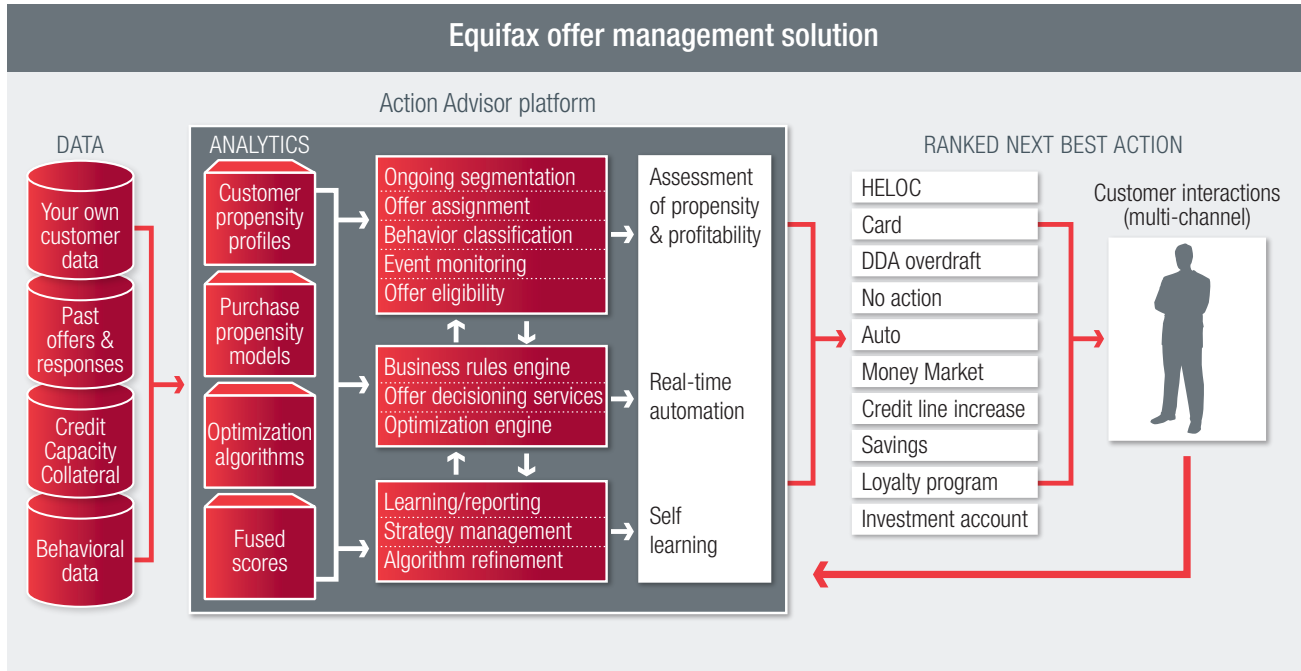 Equifax offer management solution
Action Advisor platform
DATA
Your own
customer
data
Past
offers &
responses
Credit
Capacity
Collateral
Behavioral
data
ANALYTICS
Customer
propensity
profiles
Purchase
propensity
models
Optimization
algorithms
Fused
scores
Ongoing segmentation
Offer assignment
Behavior classification
Event monitoring
Offer eligibility
Business rules engine
Offer decisioning services
Optimization engine
Learning/reporting
Strategy management
Algorithm refinement
Assessment
of propensity
& profitability
Real-time
automation
Self
learning
RANKED NEXT BEST ACTION
HELOC
Card
DDA overdraft
No action
Auto
Money Market
Credit line increase
Savings
Loyalty program
Investment account
Customer interactions
(multi-channel)